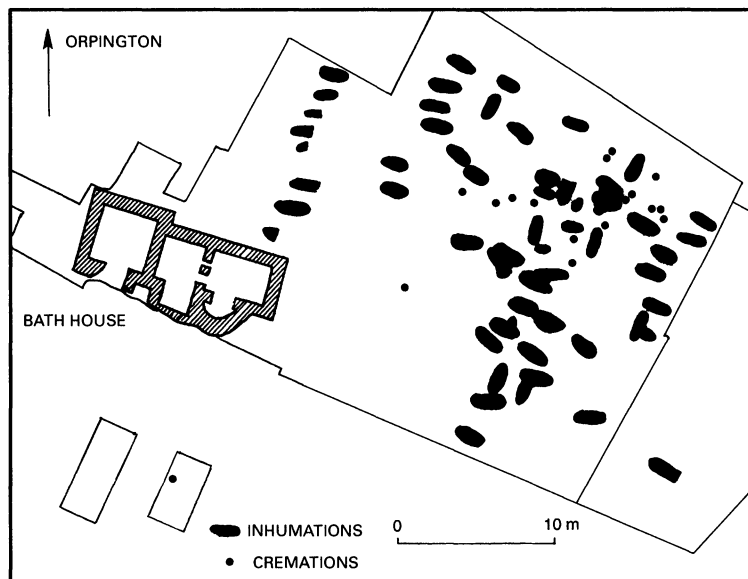 ORPINGTON
BATH HOUSE
INHUMATIONS
CREMATIONS
0 10 m